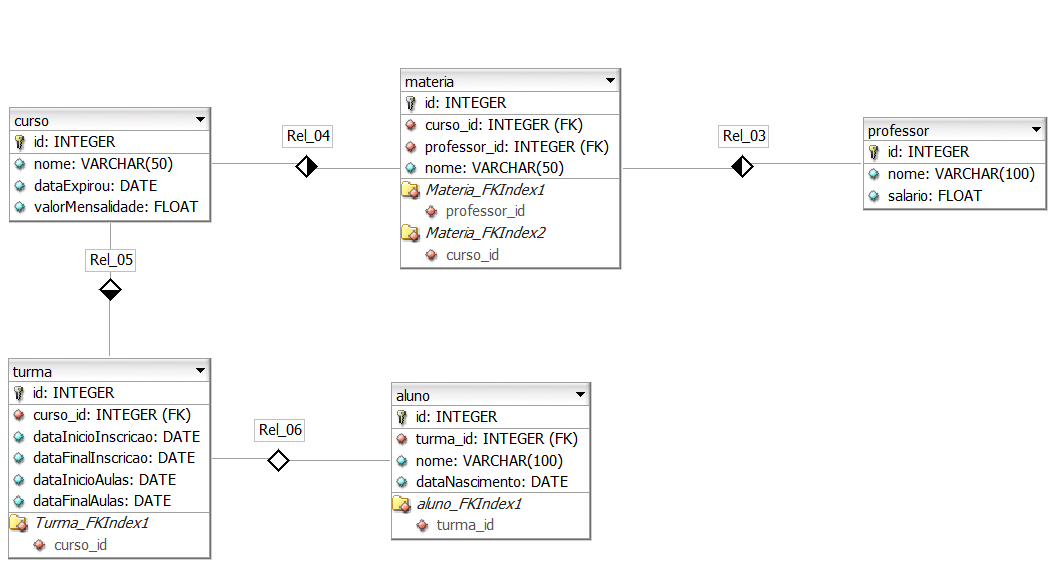 curso
id: INTEGER
nome: VARCHAR(50)
dataExpirou: DATE
valorMensalidade: FLOAT
Rel_04
materia
id: INTEGER
curso_id: INTEGER (FK)
professor_id: INTEGER (FK)
nome: VARCHAR(50)
Materia_FKIndex1
professor_id
Materia_FKIndex2
curso_id
Rel_03
professor
id: INTEGER
nome: VARCHAR(100)
salario: FLOAT
Rel_05
turma
id: INTEGER
curso_id: INTEGER (FK)
dataInicioInscricao: DATE
dataFinalInscricao: DATE
dataInicioAulas: DATE
dataFinalAulas: DATE
Turma_FKIndex1
curso_id
Rel_06
aluno
id: INTEGER
turma_id: INTEGER (FK)
nome: VARCHAR(100)
dataNascimento: DATE
aluno_FKIndex1
turma_id